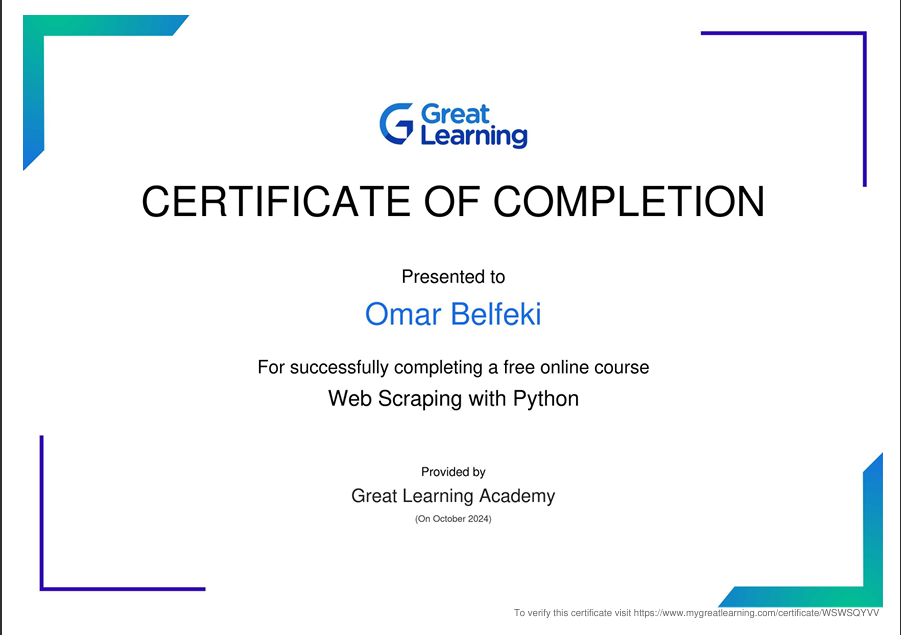 Great
Learning
CERTIFICATE OF COMPLETION
Presented to
Omar Belfeki
For successfully completing a free online course
Web Scraping with Python
Provided by
Great Learning Academy
(On October 2024)
To verify this certificate visit https://www.mygreatlearning.com/certificate/WSWSQYVV